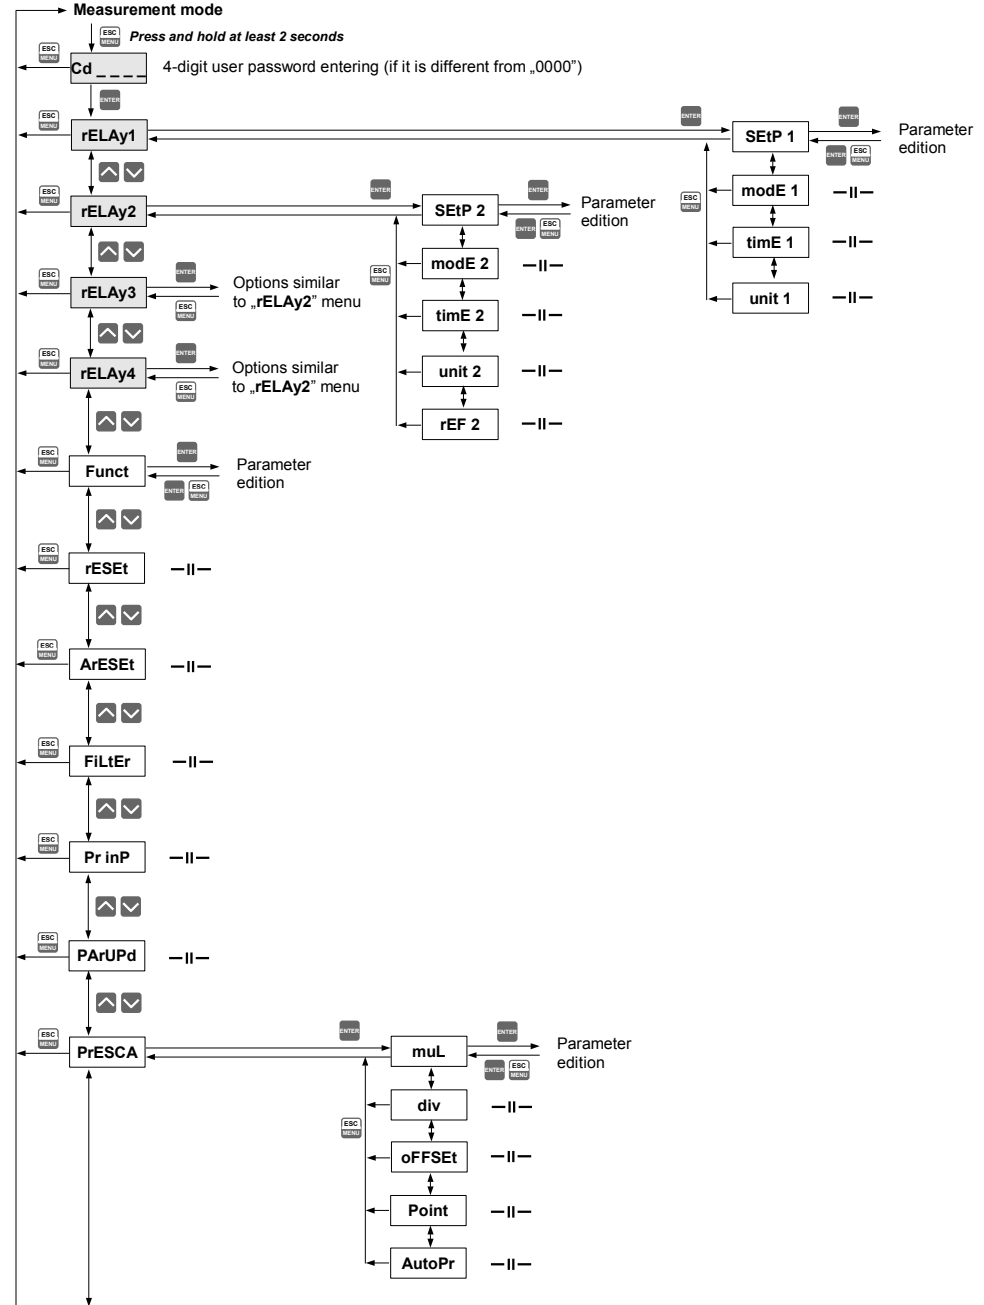 Measurement mode
ESC
MENU
Press and hold at least 2 seconds
ESC
MENU
Cd _ _ _ _
4-digit user password entering (if it is different from „0000”)
ENTER
ESC
MENU
rELAy1
ENTER
SEtP 1
ENTER
ENTER
ESC
MENU
Parameter
edition
ESC
MENU
modE 1
—II—
timE 1
—II—
unit 1
—II—
ESC
MENU
rELAy2
ENTER
SEtP 2
ENTER
ENTER
ESC
MENU
Parameter
edition
ESC
MENU
modE 2
—II—
timE 2
—II—
unit 2
—II—
rEF 2
—II—
ESC
MENU
rELAy3
ENTER
ESC
MENU
Options similar
to „rELAy2” menu
ESC
MENU
rELAy4
ENTER
ESC
MENU
Options similar
to „rELAy2” menu
ESC
MENU
Funct
ENTER
ENTER
ESC
MENU
Parameter
edition
ESC
MENU
rESEt
—II—
ESC
MENU
ArESEt
—II—
ESC
MENU
FiLtEr
—II—
ESC
MENU
Pr inP
—II—
ESC
MENU
PArUPd
—II—
ESC
MENU
PrESCA
ENTER
muL
ENTER
ENTER
ESC
MENU
Parameter
edition
ESC
MENU
div
—II—
oFFSEt
—II—
Point
—II—
AutoPr
—II—